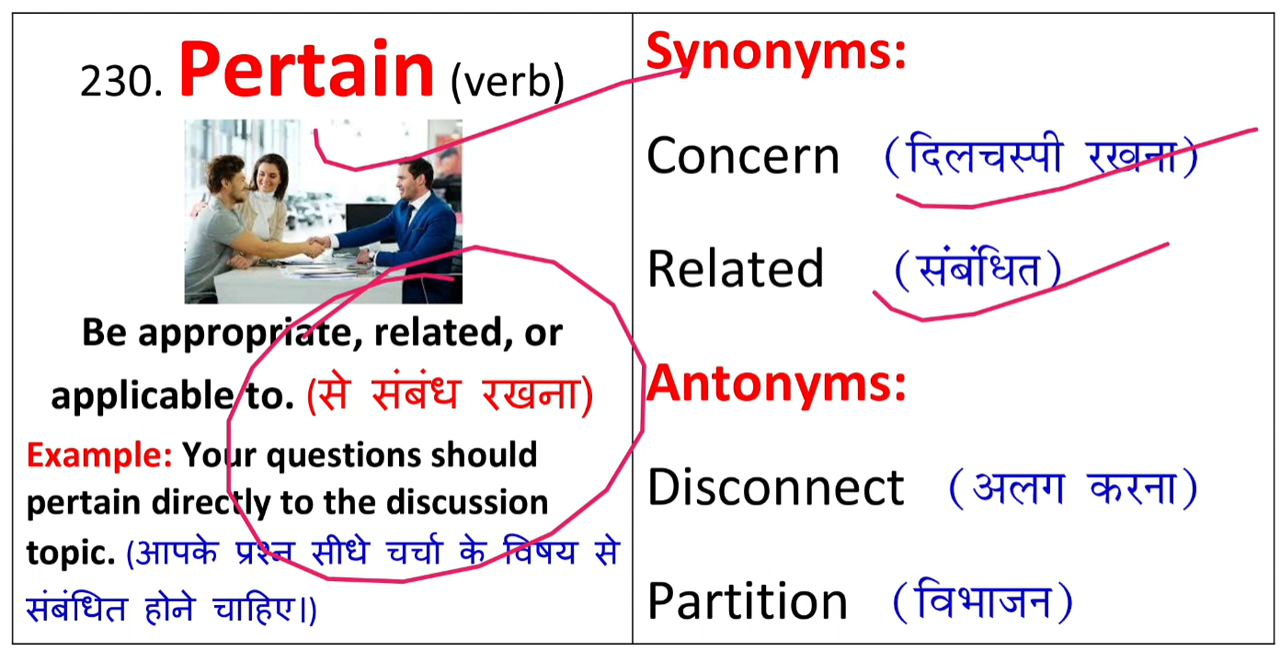 230. Pertain (verb)
Be appropriate, related, or
applicable to. (से संबंध रखना)
Example: Your questions should
pertain directly to the discussion
topic. (आपके प्रश्न सीधे चर्चा के विषय से
संबंधित होने चाहिए।)
Synonyms:
Concern (दिलचस्पी रखना)
Related (संबंधित)
Antonyms:
Disconnect (अलग करना)
Partition (विभाजन)